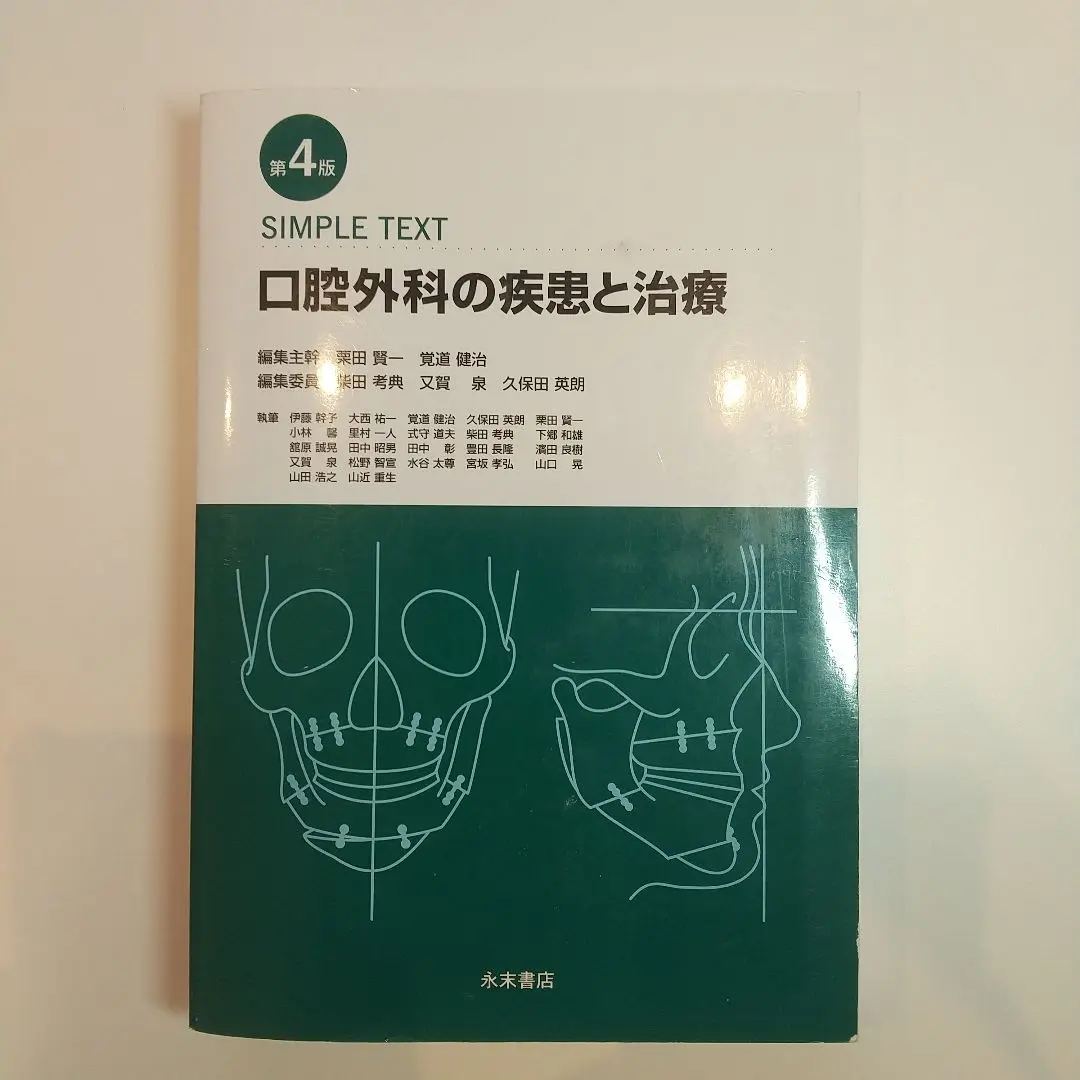 第4版
SIMPLE TEXT
口腔外科の疾患と治療
編集主幹 栗田 賢一 覚道 健治
編集委員 柴田 考典 又賀 泉 久保田 英朗
執筆 伊藤 幹子 大西 祐一 覚道 健治 久保田 英朗 栗田 賢一
小林 馨 里村 一人 式守 道夫 柴田 考典 下郷 和雄
舘原 誠晃 田中 昭男 田中 彰 豊田 長隆 濱田 良樹
又賀 泉 松野 智宣 水谷 太尊 宮坂 孝弘 山口 晃
山田 浩之 山近 重生
永末書店